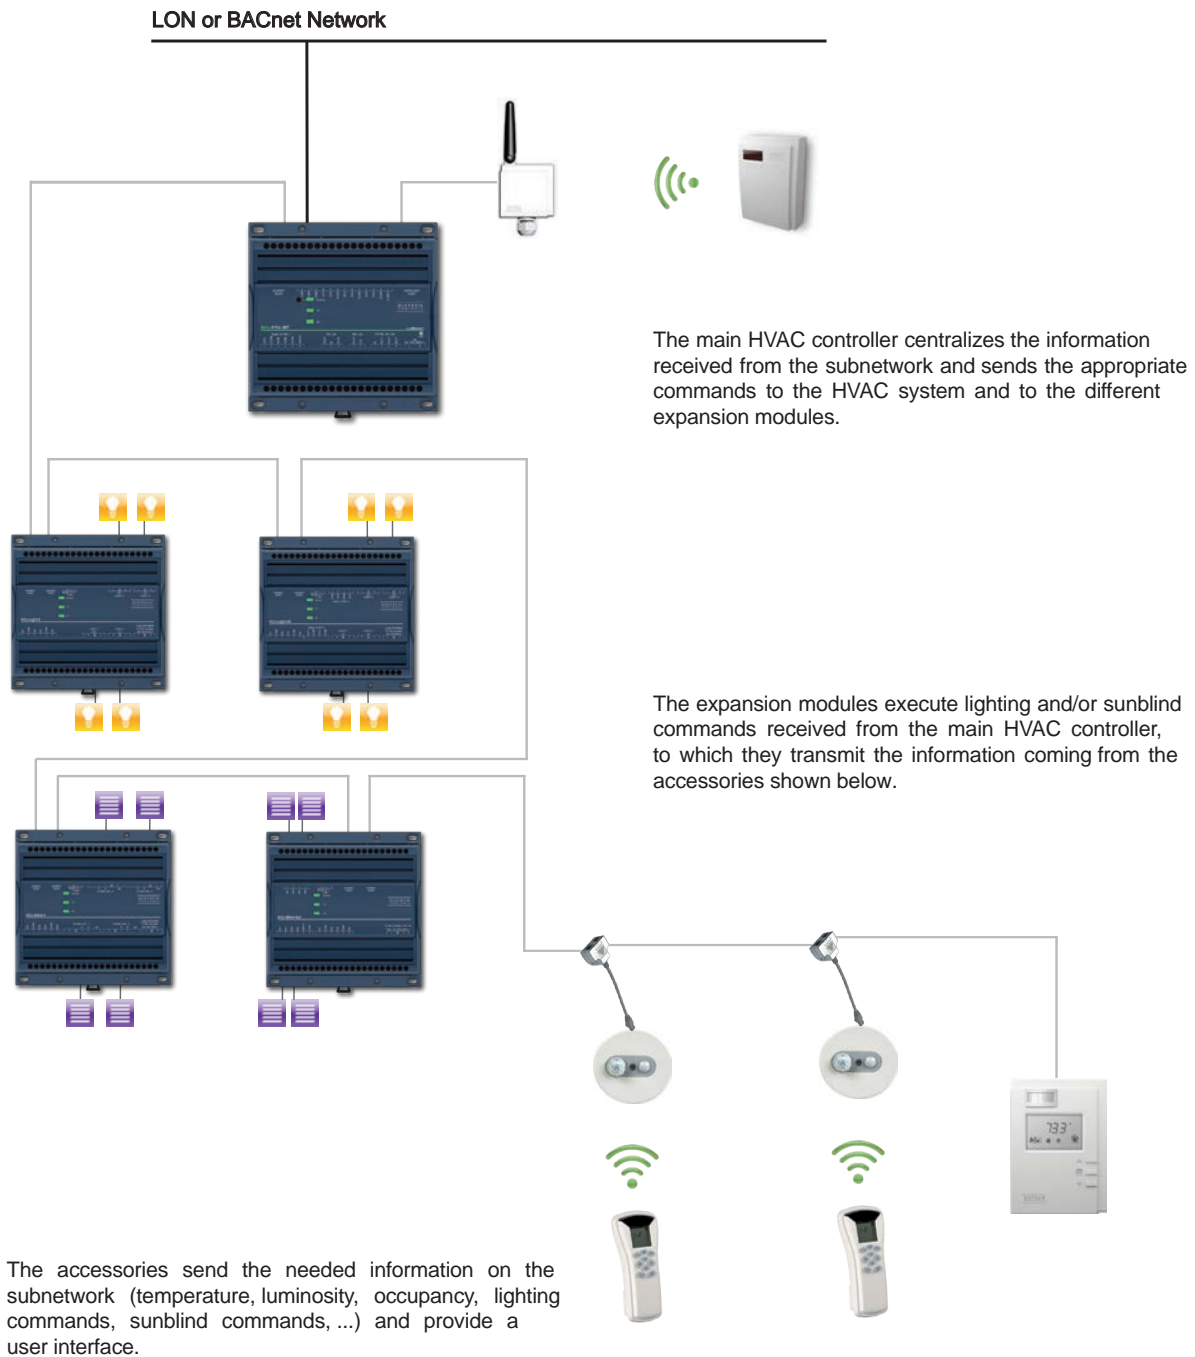 LON or BACnet Network
The main HVAC controller centralizes the information
received from the subnetwork and sends the appropriate
commands to the HVAC system and to the different
expansion modules.
The expansion modules execute lighting and/or sunblind
commands received from the main HVAC controller,
to which they transmit the information coming from the
accessories shown below.
733
The accessories send the needed information on the
subnetwork (temperature, luminosity, occupancy, lighting
commands, sunblind commands, ...) and provide a
user interface.